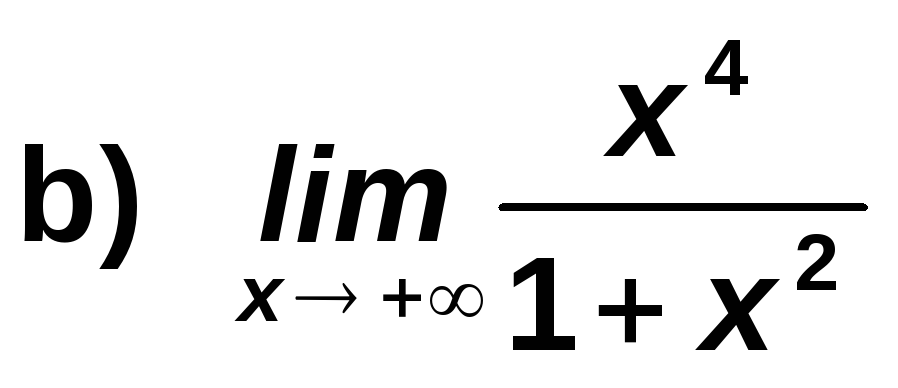 b) lim x→ +∞ x⁴ / 1 + x²